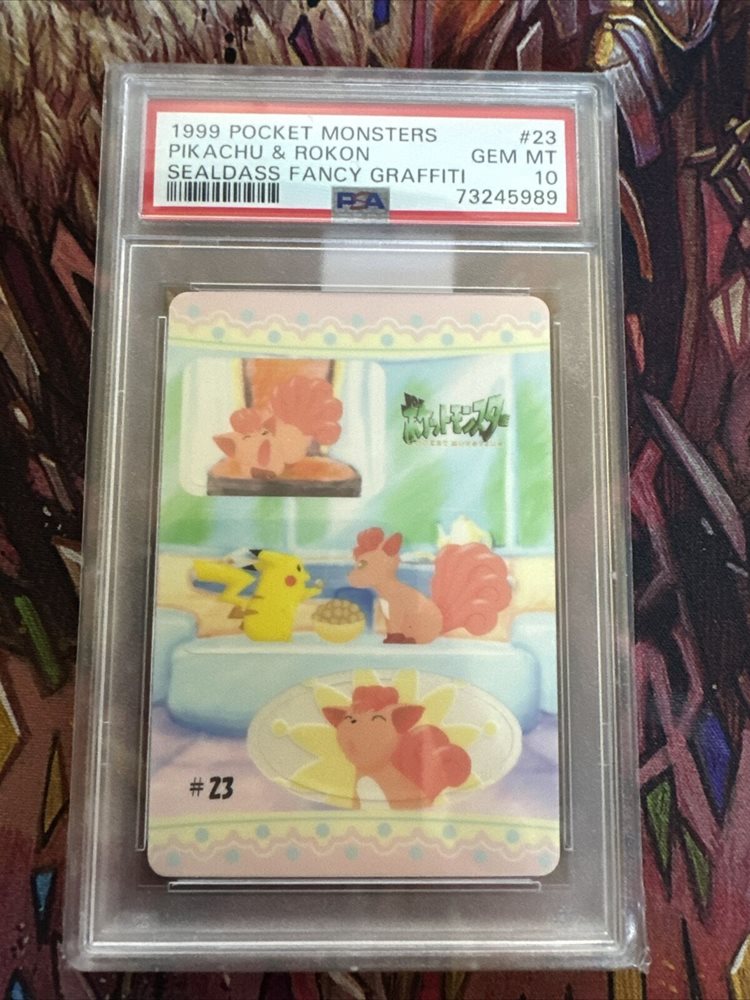 1999 POCKET MONSTERS #23
PIKACHU & ROKON GEM MT
SEALDASS FANCY GRAFFITI 10
PSA 73245989
ポケットモンスター
#23